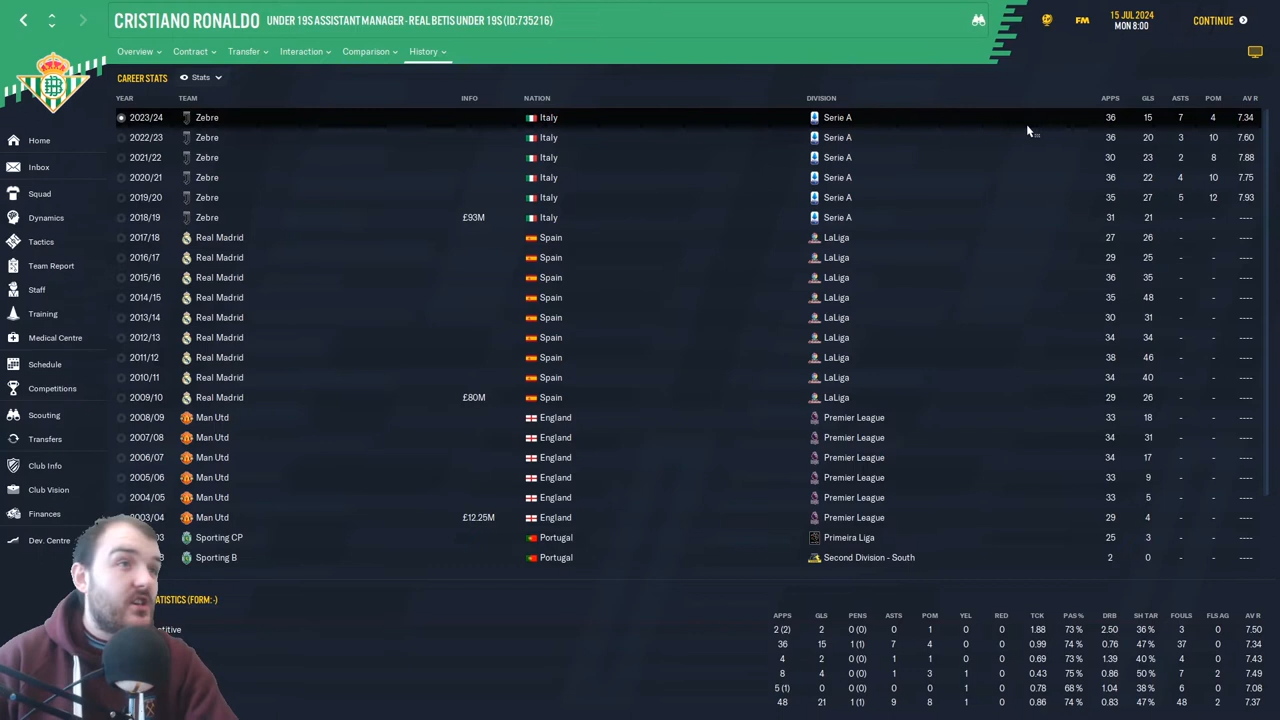 CRISTIANO RONALDO UNDER 19S ASSISTANT MANAGER - REAL BETIS UNDER 19S (ID:735216)
FM
15 JUL 2024
MON 8:00
CONTINUE
Overview Contract Transfer Interaction Comparison History
CAREER STATS Stats
YEAR TEAM INFO NATION DIVISION APPS GLS ASTS POM AV R
2023/24 Zebre Italy Serie A 36 15 7 4 7.34
2022/23 Zebre Italy Serie A 36 20 3 10 7.60
2021/22 Zebre Italy Serie A 30 23 2 8 7.88
2020/21 Zebre Italy Serie A 36 22 4 10 7.75
2019/20 Zebre Italy Serie A 35 27 5 12 7.93
2018/19 Zebre £93M Italy Serie A 31 21 - - ----
2017/18 Real Madrid Spain LaLiga 27 26 - - ----
2016/17 Real Madrid Spain LaLiga 29 25 - - ----
2015/16 Real Madrid Spain LaLiga 36 35 - - ----
2014/15 Real Madrid Spain LaLiga 35 48 - - ----
2013/14 Real Madrid Spain LaLiga 30 31 - - ----
2012/13 Real Madrid Spain LaLiga 34 34 - - ----
2011/12 Real Madrid Spain LaLiga 38 46 - - ----
2010/11 Real Madrid Spain LaLiga 34 40 - - ----
2009/10 Real Madrid £80M Spain LaLiga 29 26 - - ----
2008/09 Man Utd England Premier League 33 18 - - ----
2007/08 Man Utd England Premier League 34 31 - - ----
2006/07 Man Utd England Premier League 34 17 - - ----
2005/06 Man Utd England Premier League 33 9 - - ----
2004/05 Man Utd England Premier League 33 5 - - ----
2003/04 Man Utd £12.25M England Premier League 29 4 - - ----
Sporting CP Portugal Primeira Liga 25 3 - - ----
Sporting B Portugal Second Division - South 2 0 - - ----
Home
Inbox
Squad
Dynamics
Tactics
Team Report
Staff
Training
Medical Centre
Schedule
Competitions
Scouting
Transfers
Club Info
Club Vision
Finances
Dev. Centre
(FORM: -)
APPS GLS PENS ASTS POM YEL RED TCK PAS % DRB SH TAR FOULS FLS AG AV R
2 (2) 2 0 (0) 0 1 0 0 1.88 73 % 2.50 36 % 3 0 7.50
36 15 1 (1) 7 4 0 0 0.99 74 % 0.76 47 % 37 0 7.34
4 2 0 (0) 1 1 0 0 0.69 73 % 1.39 40 % 4 0 7.43
8 4 0 (0) 1 3 1 0 0.43 75 % 0.86 50 % 7 2 7.49
5 (1) 0 0 (0) 0 0 0 0 0.78 68 % 1.04 38 % 6 0 7.08
48 21 1 (1) 9 8 1 0 0.86 74 % 0.83 47 % 48 2 7.37